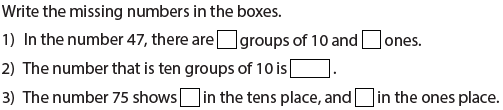 Write the missing numbers in the boxes.
1) In the number 47, there are groups of 10 and ones.
2) The number that is ten groups of 10 is .
3) The number 75 shows in the tens place, and in the ones place.